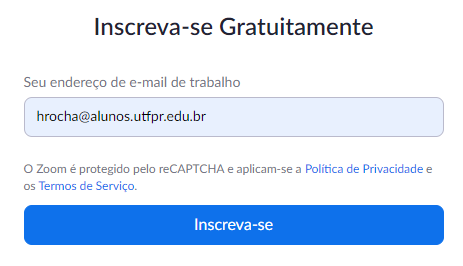 Inscreva-se Gratuitamente
Seu endereço de e-mail de trabalho
hrocha@alunos.utfpr.edu.br
O Zoom é protegido pelo reCAPTCHA e aplicam-se a Política de Privacidade e
os Termos de Serviço.
Inscreva-se